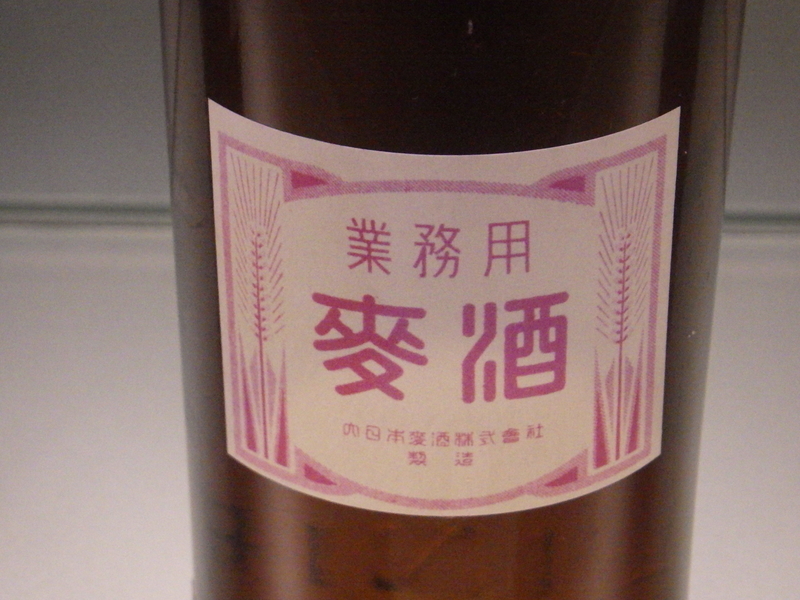 業務用
麥酒
大日本麥酒株式會社
製造